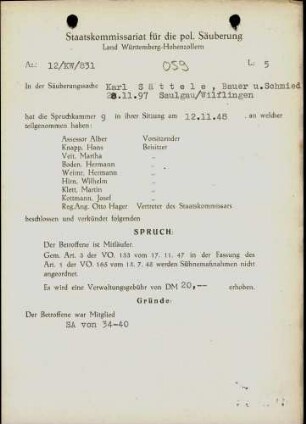 Staatskommissariat für die pol. Säuberung
Land Württemberg-Hohenzollern
Az.: 12/KW/831 059 L: 5
In der Säuberungssache Karl Sättele, Bauer u.Schmied
28.11.97 Saulgau/Wilflingen
hat die Spruchkammer 9 in ihrer Sitzung am 12.11.48, an welcher
teilgenommen haben:
Assessor Alber Vorsitzender
Knapp, Hans Beisitzer
Veit, Martha "
Boden, Hermann "
Weime, Hermann "
Hirn, Wilhelm "
Klett, Martin "
Kottmann, Josef "
Reg.Ang. Otto Hager Vertreter des Staatskommissars
beschlossen und verkündet folgenden
SPRUCH:
Der Betroffene ist Mitläufer.
Gem. Art. 3 der VO. 133 vom 17. 11. 47 in der Fassung des
Art. 1 der VO. 165 vom 13. 7. 48 werden Sühnemaßnahmen nicht
angeordnet.
Es wird eine Verwaltungsgebühr von DM 20,-- erhoben.
Gründe:
Der Betroffene war Mitglied
SA von 34-40